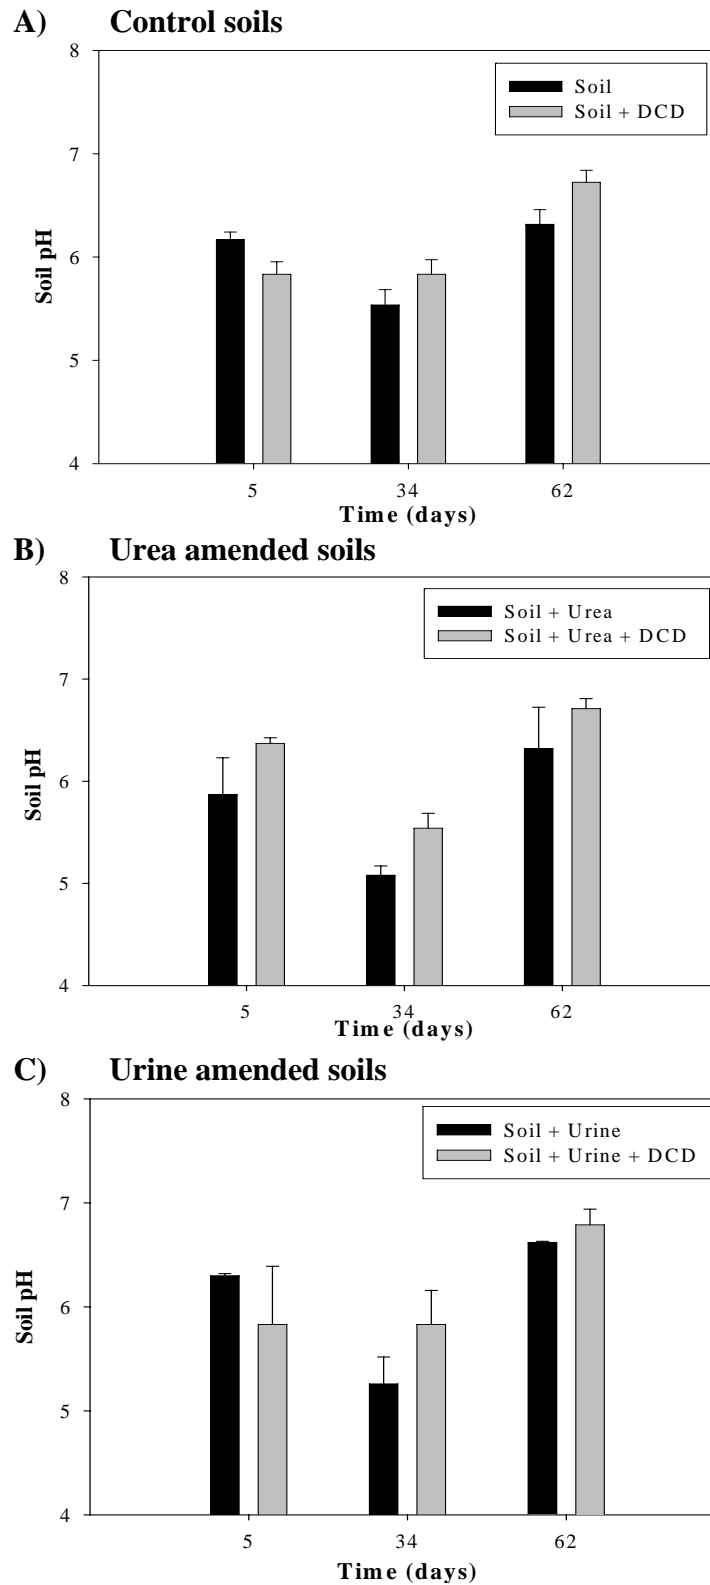 A) Control soils
8
Soil
Soil + DCD
7
6
5
4
Soil pH
5 34 62
Time (days)
B) Urea amended soils
8
Soil + Urea
Soil + Urea + DCD
7
6
5
4
Soil pH
5 34 62
Time (days)
C) Urine amended soils
8
Soil + Urine
Soil + Urine + DCD
7
6
5
4
Soil pH
5 34 62
Time (days)